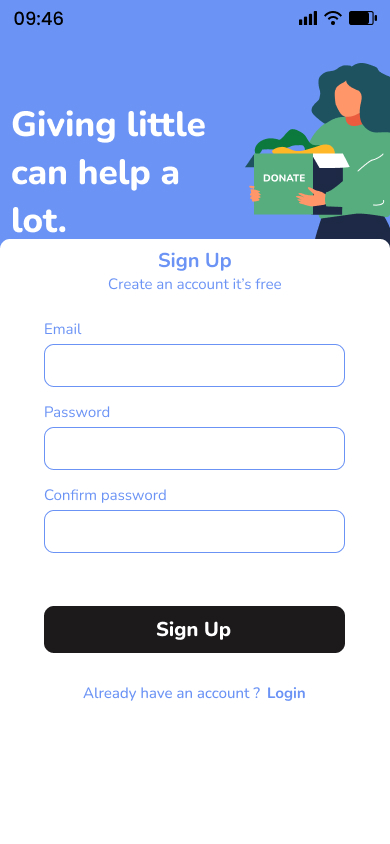 09:46
Giving little
can help a
lot.
DONATE
Sign Up
Create an account it’s free
Email
Password
Confirm password
Sign Up
Already have an account ? Login